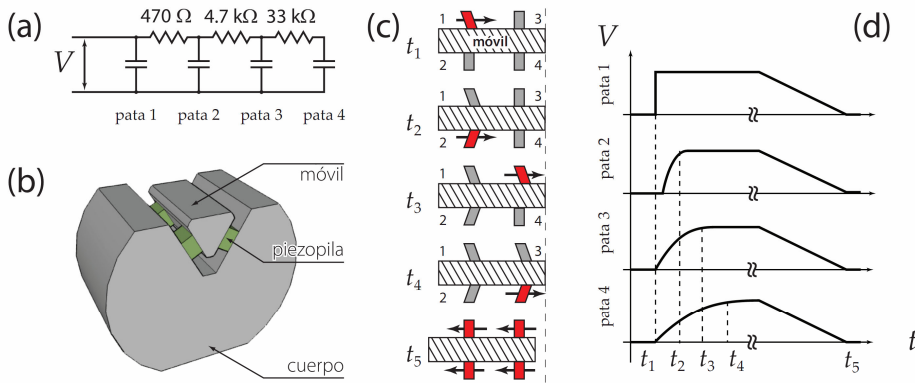 (a)
470 Ω 4.7 kΩ 33 kΩ
V
pata 1 pata 2 pata 3 pata 4
(b)
móvil
piezopila
cuerpo
(c)
t1
1 3
móvil
2 4
t2
1 3
2 4
t3
1 3
2 4
t4
1 3
2 4
t5
(d)
V
pata 1
pata 2
pata 3
pata 4
t1 t2 t3 t4 t5
t